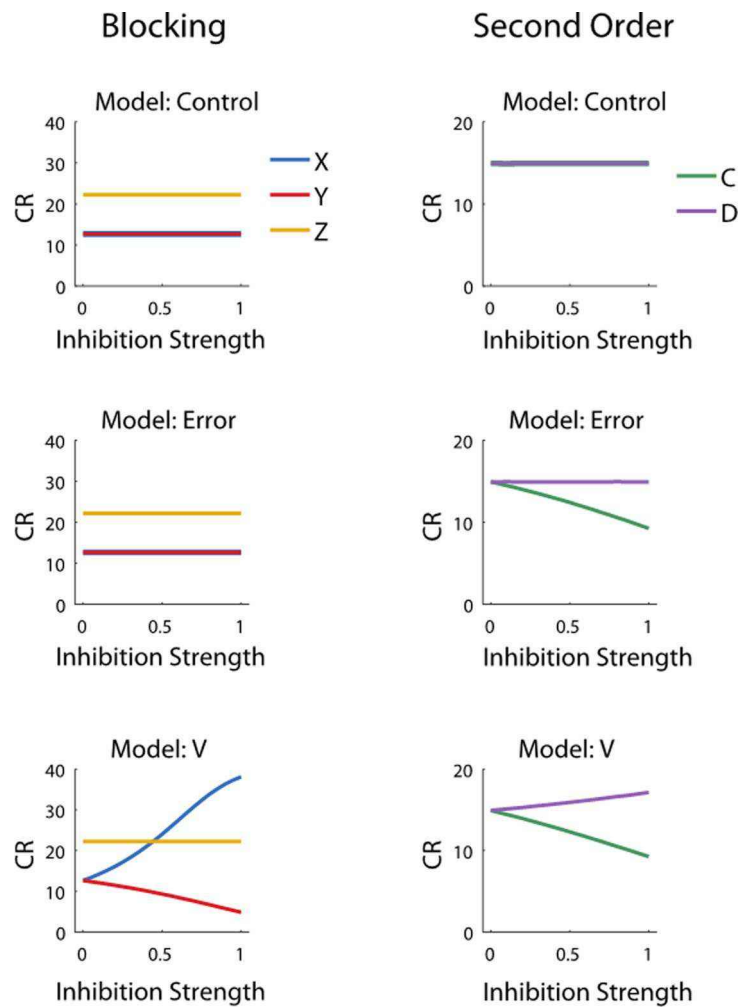 Blocking
Second Order
Model: Control
40
30
20
10
0
CR
0 0.5 1
Inhibition Strength
X
Y
Z
Model: Control
20
10
0
CR
0 0.5 1
Inhibition Strength
C
D
Model: Error
40
30
20
10
0
CR
0 0.5 1
Inhibition Strength
Model: Error
20
10
0
CR
0 0.5 1
Inhibition Strength
Model: V
40
30
20
10
0
CR
0 0.5 1
Inhibition Strength
Model: V
20
10
0
CR
0 0.5 1
Inhibition Strength